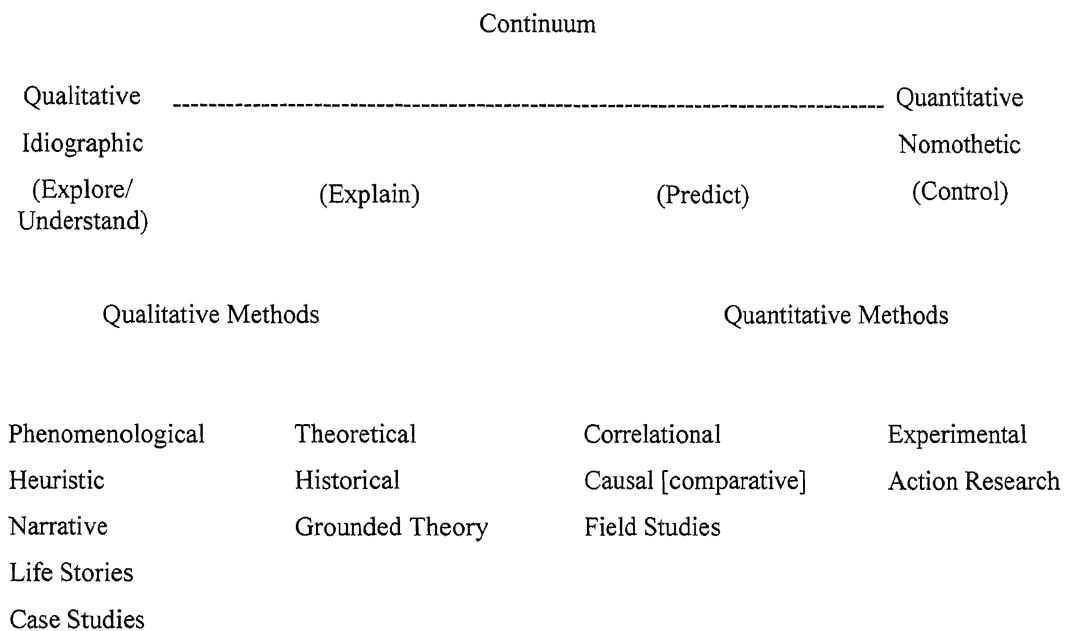 Continuum
Qualitative Quantitative
Idiographic Nomothetic
(Explore/ (Explain) (Predict) (Control)
Understand)
Qualitative Methods Quantitative Methods
Phenomenological Theoretical Correlational Experimental
Heuristic Historical Causal [comparative] Action Research
Narrative Grounded Theory Field Studies
Life Stories
Case Studies